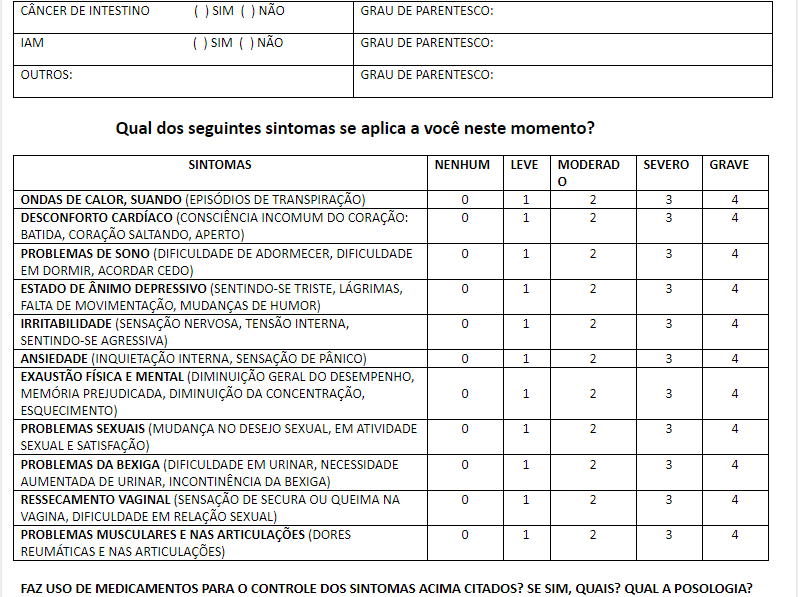 CÂNCER DE INTESTINO ( ) SIM ( ) NÃO GRAU DE PARENTESCO:
IAM ( ) SIM ( ) NÃO GRAU DE PARENTESCO:
OUTROS: GRAU DE PARENTESCO:
Qual dos seguintes sintomas se aplica a você neste momento?
SINTOMAS NENHUM LEVE MODERAD SEVERO GRAVE
O
ONDAS DE CALOR, SUANDO (EPISÓDIOS DE TRANSPIRAÇÃO) 0 1 2 3 4
DESCONFORTO CARDÍACO (CONSCIÊNCIA INCOMUM DO CORAÇÃO: 0 1 2 3 4
BATIDA, CORAÇÃO SALTANDO, APERTO)
PROBLEMAS DE SONO (DIFICULDADE DE ADORMECER, DIFICULDADE 0 1 2 3 4
EM DORMIR, ACORDAR CEDO)
ESTADO DE ÂNIMO DEPRESSIVO (SENTINDO-SE TRISTE, LÁGRIMAS, 0 1 2 3 4
FALTA DE MOVIMENTAÇÃO, MUDANÇAS DE HUMOR)
IRRITABILIDADE (SENSAÇÃO NERVOSA, TENSÃO INTERNA, 0 1 2 3 4
SENTINDO-SE AGRESSIVA)
ANSIEDADE (INQUIETAÇÃO INTERNA, SENSAÇÃO DE PÂNICO) 0 1 2 3 4
EXAUSTÃO FÍSICA E MENTAL (DIMINUIÇÃO GERAL DO DESEMPENHO,
MEMÓRIA PREJUDICADA, DIMINUIÇÃO DA CONCENTRAÇÃO, 0 1 2 3 4
ESQUECIMENTO)
PROBLEMAS SEXUAIS (MUDANÇA NO DESEJO SEXUAL, EM ATIVIDADE 0 1 2 3 4
SEXUAL E SATISFAÇÃO)
PROBLEMAS DA BEXIGA (DIFICULDADE EM URINAR, NECESSIDADE 0 1 2 3 4
AUMENTADA DE URINAR, INCONTINÊNCIA DA BEXIGA)
RESSECAMENTO VAGINAL (SENSAÇÃO DE SECURA OU QUEIMA NA 0 1 2 3 4
VAGINA, DIFICULDADE EM RELAÇÃO SEXUAL)
PROBLEMAS MUSCULARES E NAS ARTICULAÇÕES (DORES 0 1 2 3 4
REUMÁTICAS E NAS ARTICULAÇÕES)
FAZ USO DE MEDICAMENTOS PARA O CONTROLE DOS SINTOMAS ACIMA CITADOS? SE SIM, QUAIS? QUAL A POSOLOGIA?